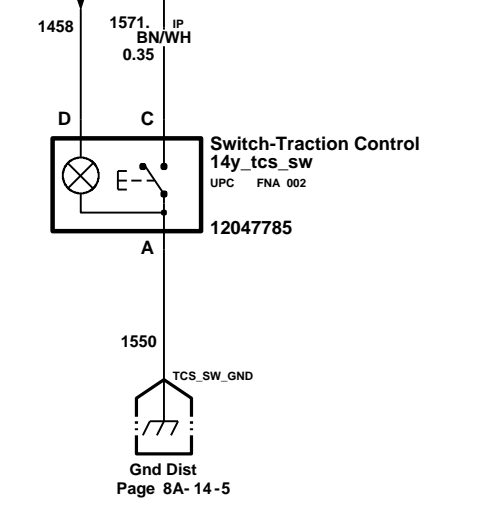 1458
1571. IP
BN/WH
0.35
D
C
Switch-Traction Control
14y_tcs_sw
UPC FNA 002
12047785
A
1550
TCS_SW_GND
Gnd Dist
Page 8A-14-5